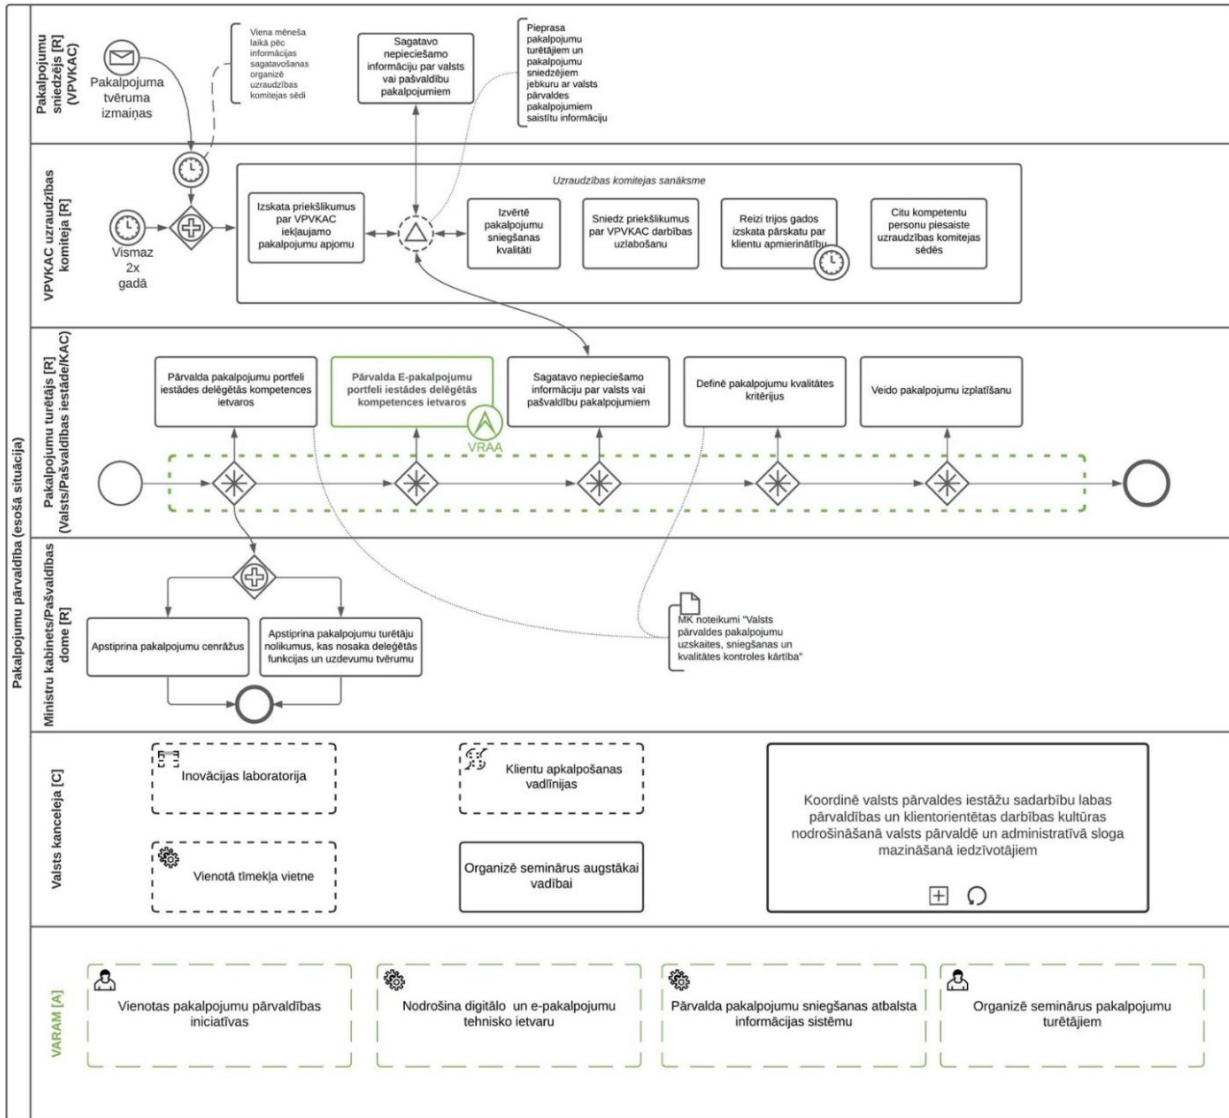 Pakalpojumu pārvaldība (esošā situācija)
Pakalpojumu
sniedzējs [R]
(VPVKAC)
Pakalpojuma
tvēruma
izmaiņas
Viena mēneša
laikā pēc
informācijas
sagatavošanas
organizē
uzraudzības
komitejas sēdi
Sagatavo
nepieciešamo
informāciju par valsts
vai pašvaldību
pakalpojumiem
Pieprasa
pakalpojumu
turētājiem un
pakalpojumu
sniedzējiem
jebkuru ar valsts
pārvaldes
pakalpojumiem
saistītu informāciju
VPVKAC uzraudzības
komiteja [R]
Vismaz
2x
gadā
Uzraudzības komitejas sanāksme
Izskata priekšlikumus
par VPVKAC
iekļaujamo
pakalpojumu apjomu
Izvērtē
pakalpojumu
sniegšanas
kvalitāti
Sniedz priekšlikumus
par VPVKAC darbības
uzlabošanu
Reizi trijos gados
izskata pārskatu par
klientu apmierinātību
Citu kompetentu
personu piesaiste
uzraudzības komitejas
sēdēs
Pakalpojumu turētājs [R]
(Valsts/Pašvaldības iestāde/KAC)
Pārvalda pakalpojumu portfeli
iestādes delēģētās kompetences
ietvaros
Pārvalda E-pakalpojumu
portfeli iestādes delēģētās
kompetences ietvaros
VRAA
Sagatavo nepieciešamo
informāciju par valsts vai
pašvaldību pakalpojumiem
Definē pakalpojumu kvalitātes
kritērijus
Veido pakalpojumu izplatīšanu
Ministru kabinets/Pašvaldības
dome [R]
Apstiprina pakalpojumu cenrāžus
Apstiprina pakalpojumu turētāju
nolikumus, kas nosaka deleģētās
funkcijas un uzdevumu tvērumu
MK noteikumi "Valsts
pārvaldes pakalpojumu
uzskaites, sniegšanas un
kvalitātes kontroles kārtība"
Valsts kanceleja [C]
Inovācijas laboratorija
Klientu apkalpošanas
vadlīnijas
Vienotā tīmekļa vietne
Organizē seminārus augstākai
vadībai
Koordinē valsts pārvaldes iestāžu sadarbību labas
pārvaldības un klientorientētas darbības kultūras
nodrošināšanā valsts pārvaldē un administratīvā sloga
mazināšanā iedzīvotājiem
VARAM [A]
Vienotas pakalpojumu pārvaldības
iniciatīvas
Nodrošina digitālo un e-pakalpojumu
tehnisko ietvaru
Pārvalda pakalpojumu sniegšanas atbalsta
informācijas sistēmu
Organizē seminārus pakalpojumu
turētājiem